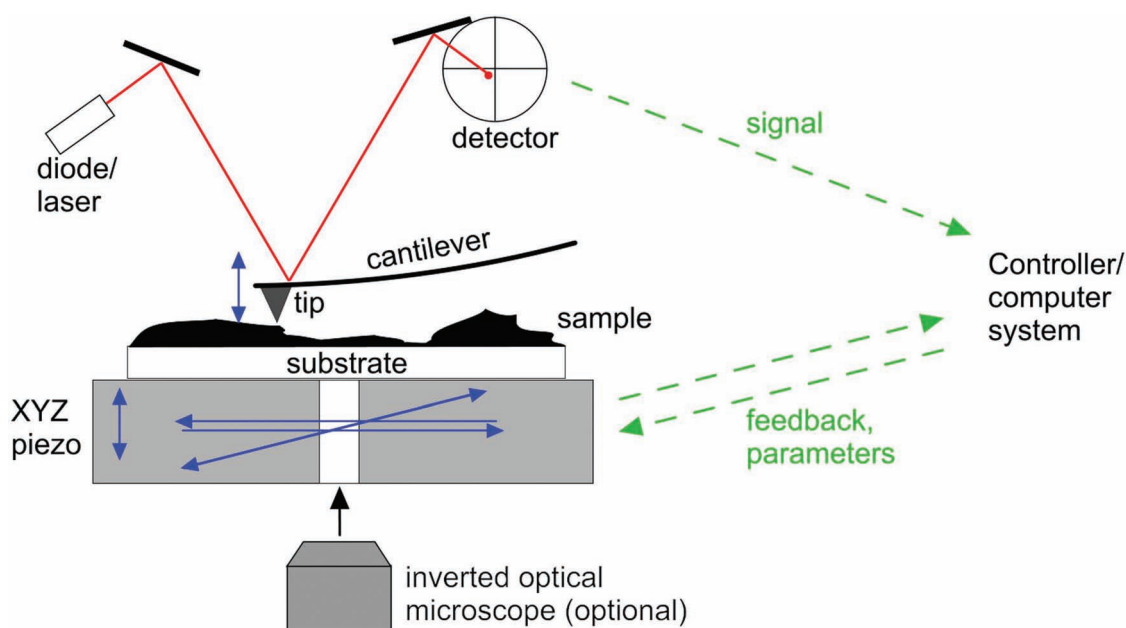 diode/
laser
detector
signal
cantilever
tip
sample
substrate
Controller/
computer
system
XYZ
piezo
feedback,
parameters
inverted optical
microscope (optional)